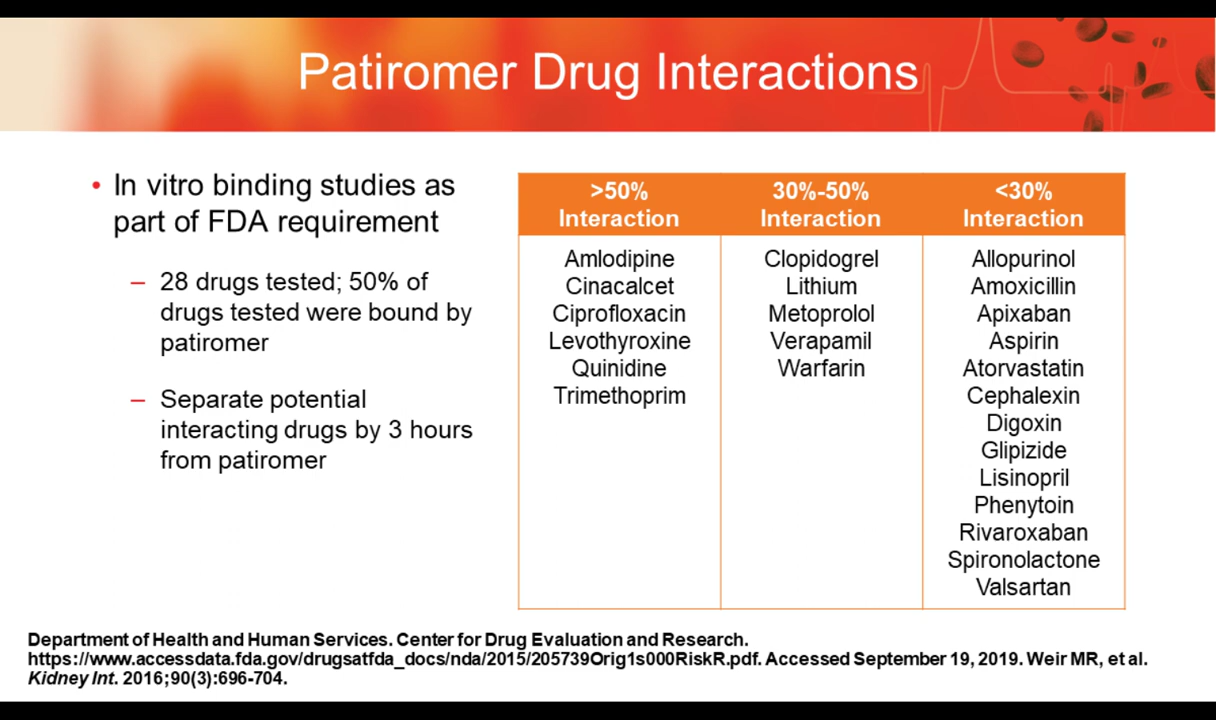 Patiromer Drug Interactions
• In vitro binding studies as
part of FDA requirement
– 28 drugs tested; 50% of
drugs tested were bound by
patiromer
– Separate potential
interacting drugs by 3 hours
from patiromer
>50%
Interaction
Amlodipine
Cinacalcet
Ciprofloxacin
Levothyroxine
Quinidine
Trimethoprim
30%-50%
Interaction
Clopidogrel
Lithium
Metoprolol
Verapamil
Warfarin
<30%
Interaction
Allopurinol
Amoxicillin
Apixaban
Aspirin
Atorvastatin
Cephalexin
Digoxin
Glipizide
Lisinopril
Phenytoin
Rivaroxaban
Spironolactone
Valsartan
Department of Health and Human Services. Center for Drug Evaluation and Research.
https://www.accessdata.fda.gov/drugsatfda_docs/nda/2015/205739Orig1s000RiskR.pdf. Accessed September 19, 2019. Weir MR, et al.
Kidney Int. 2016;90(3):696-704.